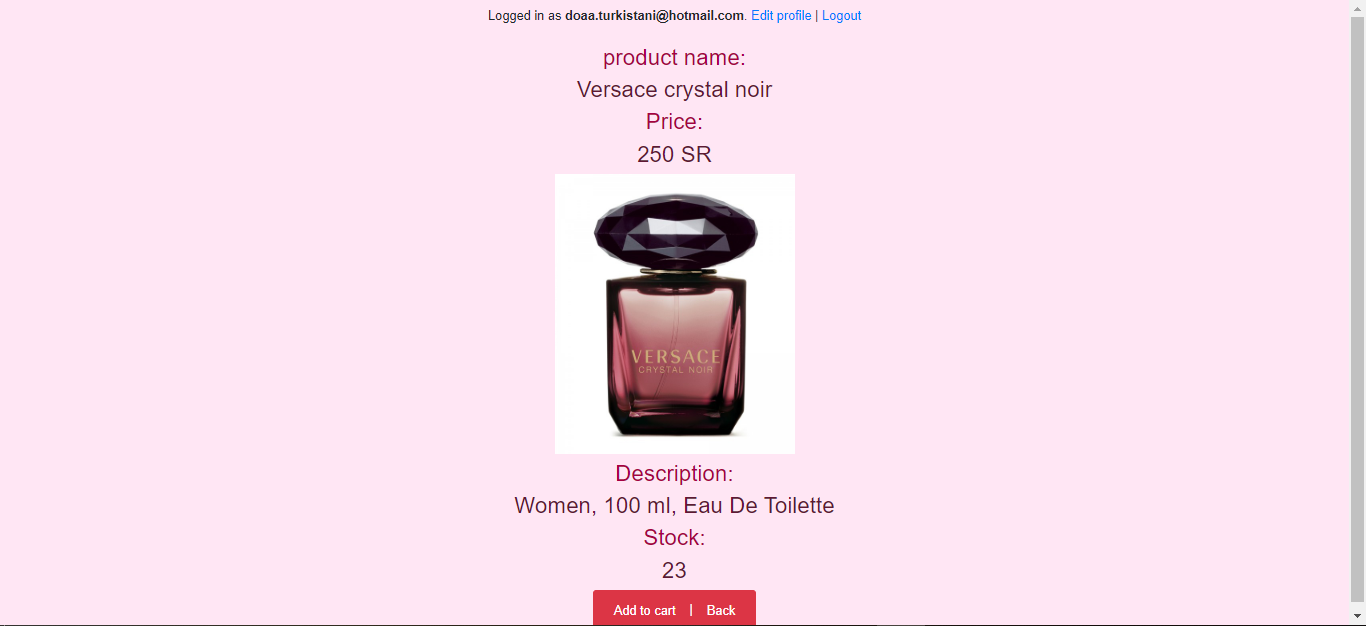 Logged in as doaa.turkistani@hotmail.com. Edit profile | Logout
product name:
Versace crystal noir
Price:
250 SR
VERSACE
CRYSTAL NOIR
Description:
Women, 100 ml, Eau De Toilette
Stock:
23
Add to cart | Back